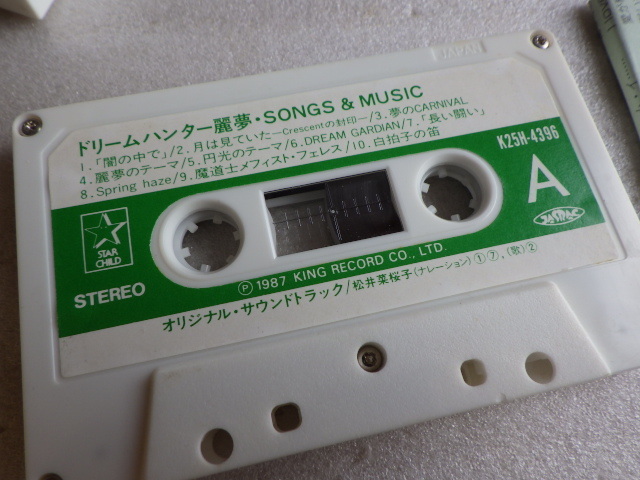 JAPAN
ドリームハンター麗夢・SONGS & MUSIC
1.「闇の中で」/2. 月は見ていた—Crescentの封印—/3. 夢のCARNIVAL
4. 麗夢のテーマ/5. 円光のテーマ/6. DREAM GARDIAN/7.「長い闘い」
8. Spring haze/9. 魔道士メフィスト・フェレス/10. 白拍子の笛
K25H-4396
A
JASRAC
STAR
CHILD
STEREO
Ⓟ 1987 KING RECORD CO., LTD.
オリジナル・サウンドトラック/松井菜桜子(ナレーション)①⑦, (歌)②